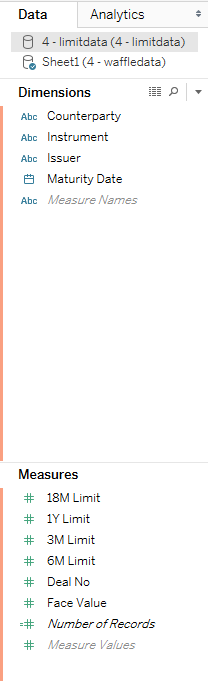 Data
Analytics
4 - limitdata (4 - limitdata)
Sheet1 (4 - waffledata)
Dimensions
Abc Counterparty
Abc Instrument
Abc Issuer
Maturity Date
Abc Measure Names
Measures
# 18M Limit
# 1Y Limit
# 3M Limit
# 6M Limit
# Deal No
# Face Value
=# Number of Records
# Measure Values